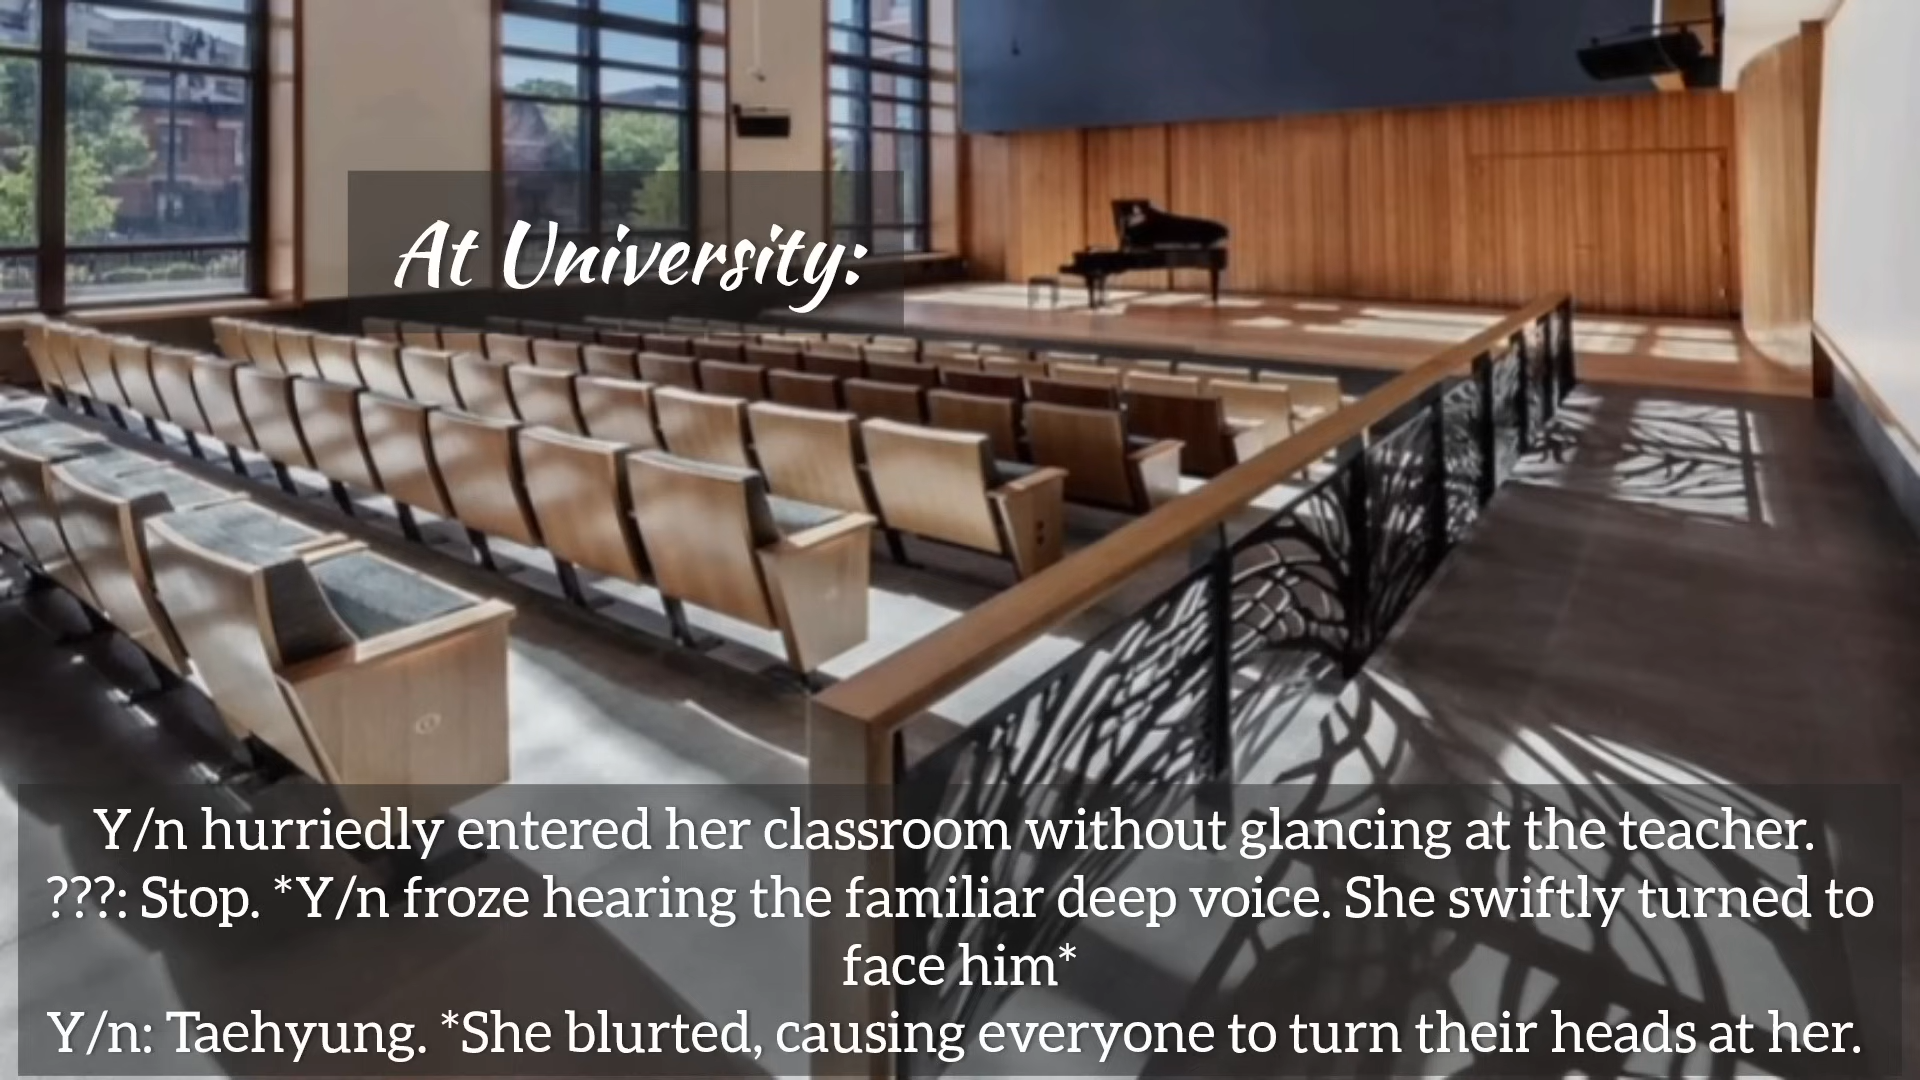 At University:
Y/n hurriedly entered her classroom without glancing at the teacher.
???: Stop. *Y/n froze hearing the familiar deep voice. She swiftly turned to
face him*
Y/n: Taehyung. *She blurted, causing everyone to turn their heads at her.